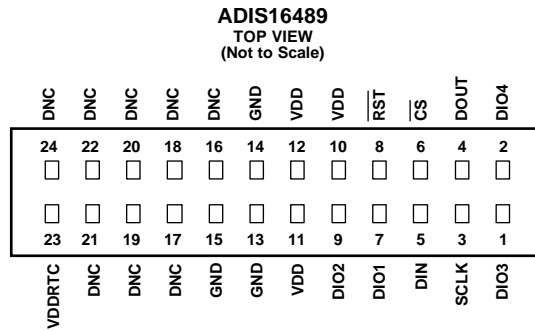 ADIS16489
TOP VIEW
(Not to Scale)
DNC DNC DNC DNC DNC GND VDD VDD RST CS DOUT DIO4
24 22 20 18 16 14 12 10 8 6 4 2
23 21 19 17 15 13 11 9 7 5 3 1
VDDRTC DNC DNC DNC GND GND VDD DIO2 DIO1 DIN SCLK DIO3